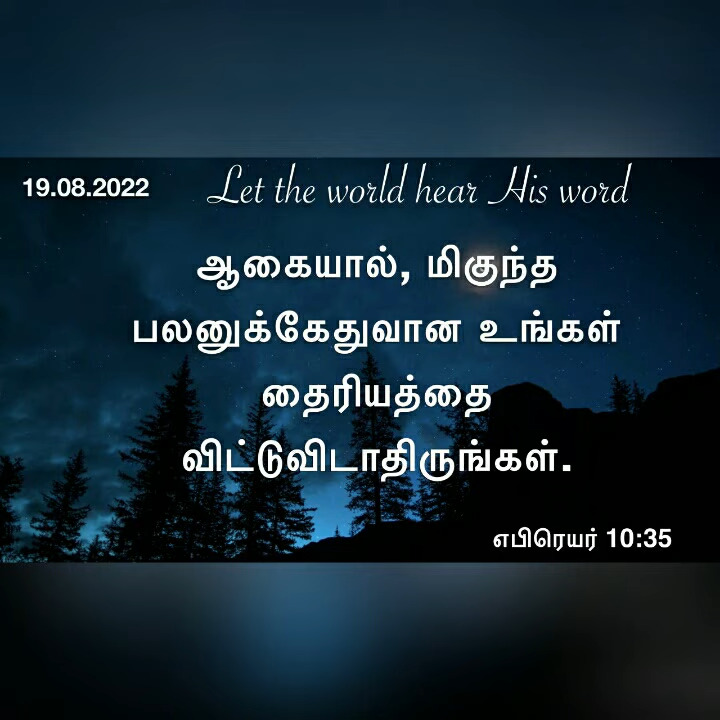 19.08.2022 Let the world hear His word
ஆகையால், மிகுந்த
பலனுக்கேதுவான உங்கள்
தைரியத்தை
விட்டுவிடாதிருங்கள்.
எபிரெயர் 10:35